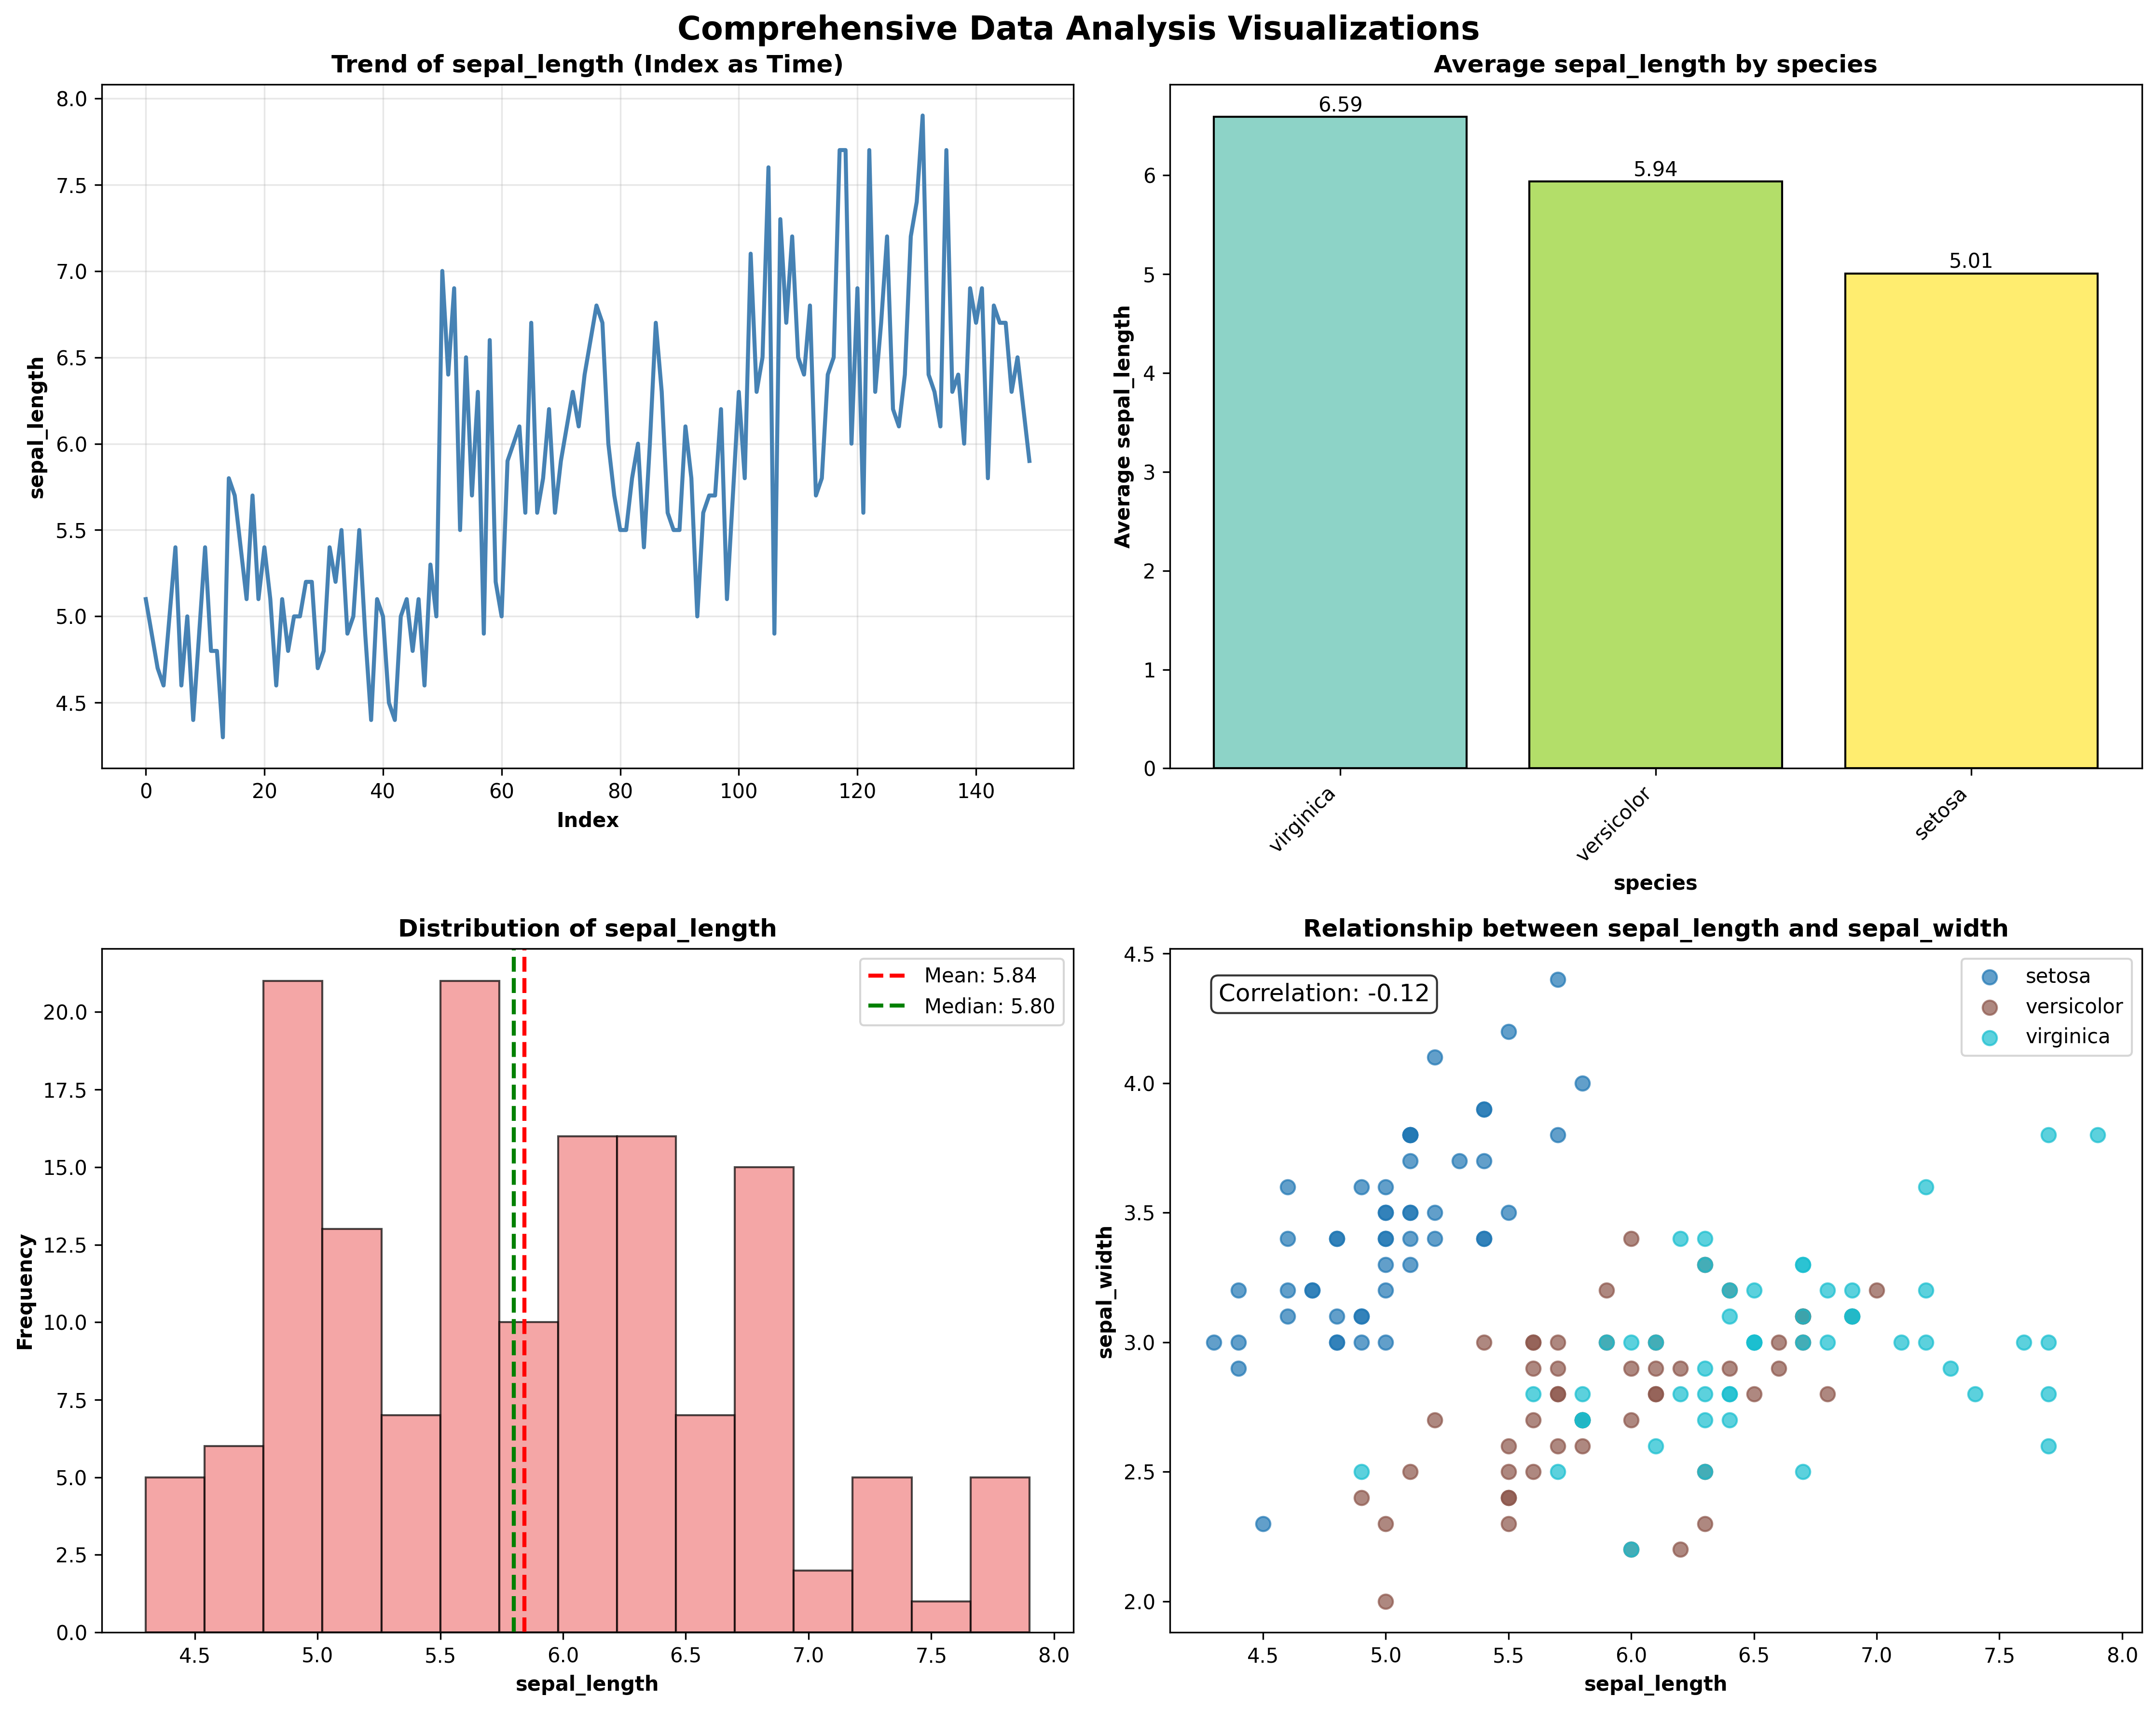 Comprehensive Data Analysis Visualizations
Trend of sepal_length (Index as Time)
8.0
7.5
7.0
6.5
6.0
5.5
5.0
4.5
sepal_length
0 20 40 60 80 100 120 140
Index
Average sepal_length by species
6.59
5.94
5.01
6
5
4
3
2
1
0
Average sepal_length
virginica
versicolor
setosa
species
Distribution of sepal_length
Mean: 5.84
Median: 5.80
20.0
17.5
15.0
12.5
10.0
7.5
5.0
2.5
0.0
Frequency
4.5 5.0 5.5 6.0 6.5 7.0 7.5 8.0
sepal_length
Relationship between sepal_length and sepal_width
Correlation: -0.12
setosa
versicolor
virginica
4.5
4.0
3.5
3.0
2.5
2.0
sepal_width
4.5 5.0 5.5 6.0 6.5 7.0 7.5 8.0
sepal_length